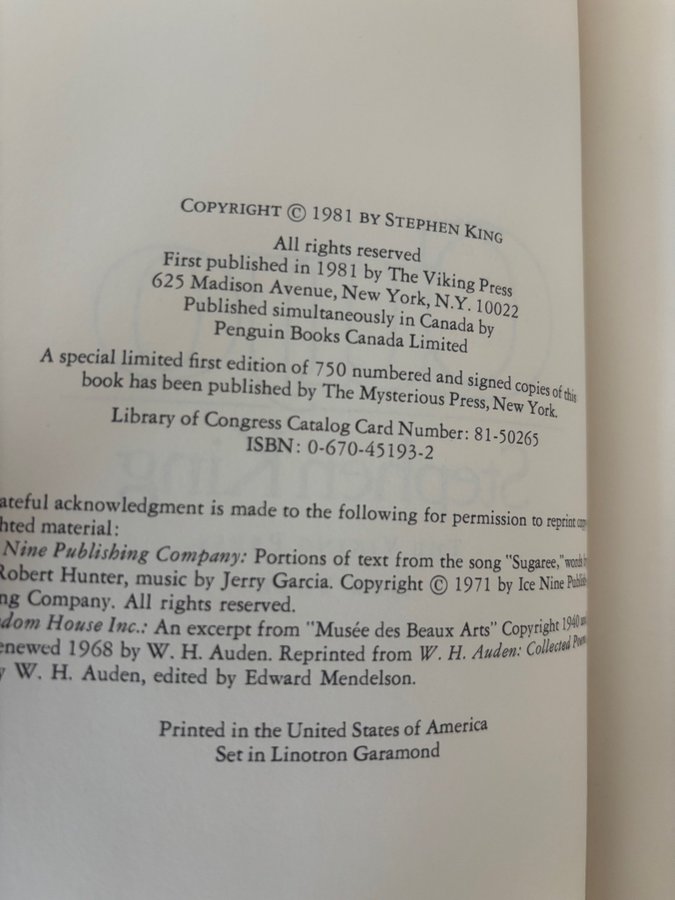 COPYRIGHT © 1981 BY STEPHEN KING
All rights reserved
First published in 1981 by The Viking Press
625 Madison Avenue, New York, N.Y. 10022
Published simultaneously in Canada by
Penguin Books Canada Limited
A special limited first edition of 750 numbered and signed copies of this
book has been published by The Mysterious Press, New York.
Library of Congress Catalog Card Number: 81-50265
ISBN: 0-670-45193-2
ateful acknowledgment is made to the following for permission to reprint copy
hted material:
Nine Publishing Company: Portions of text from the song "Sugaree," words by
Robert Hunter, music by Jerry Garcia. Copyright © 1971 by Ice Nine Publish
ng Company. All rights reserved.
dom House Inc.: An excerpt from "Musée des Beaux Arts" Copyright 1940 and
enewed 1968 by W. H. Auden. Reprinted from W. H. Auden: Collected Poems
y W. H. Auden, edited by Edward Mendelson.
Printed in the United States of America
Set in Linotron Garamond